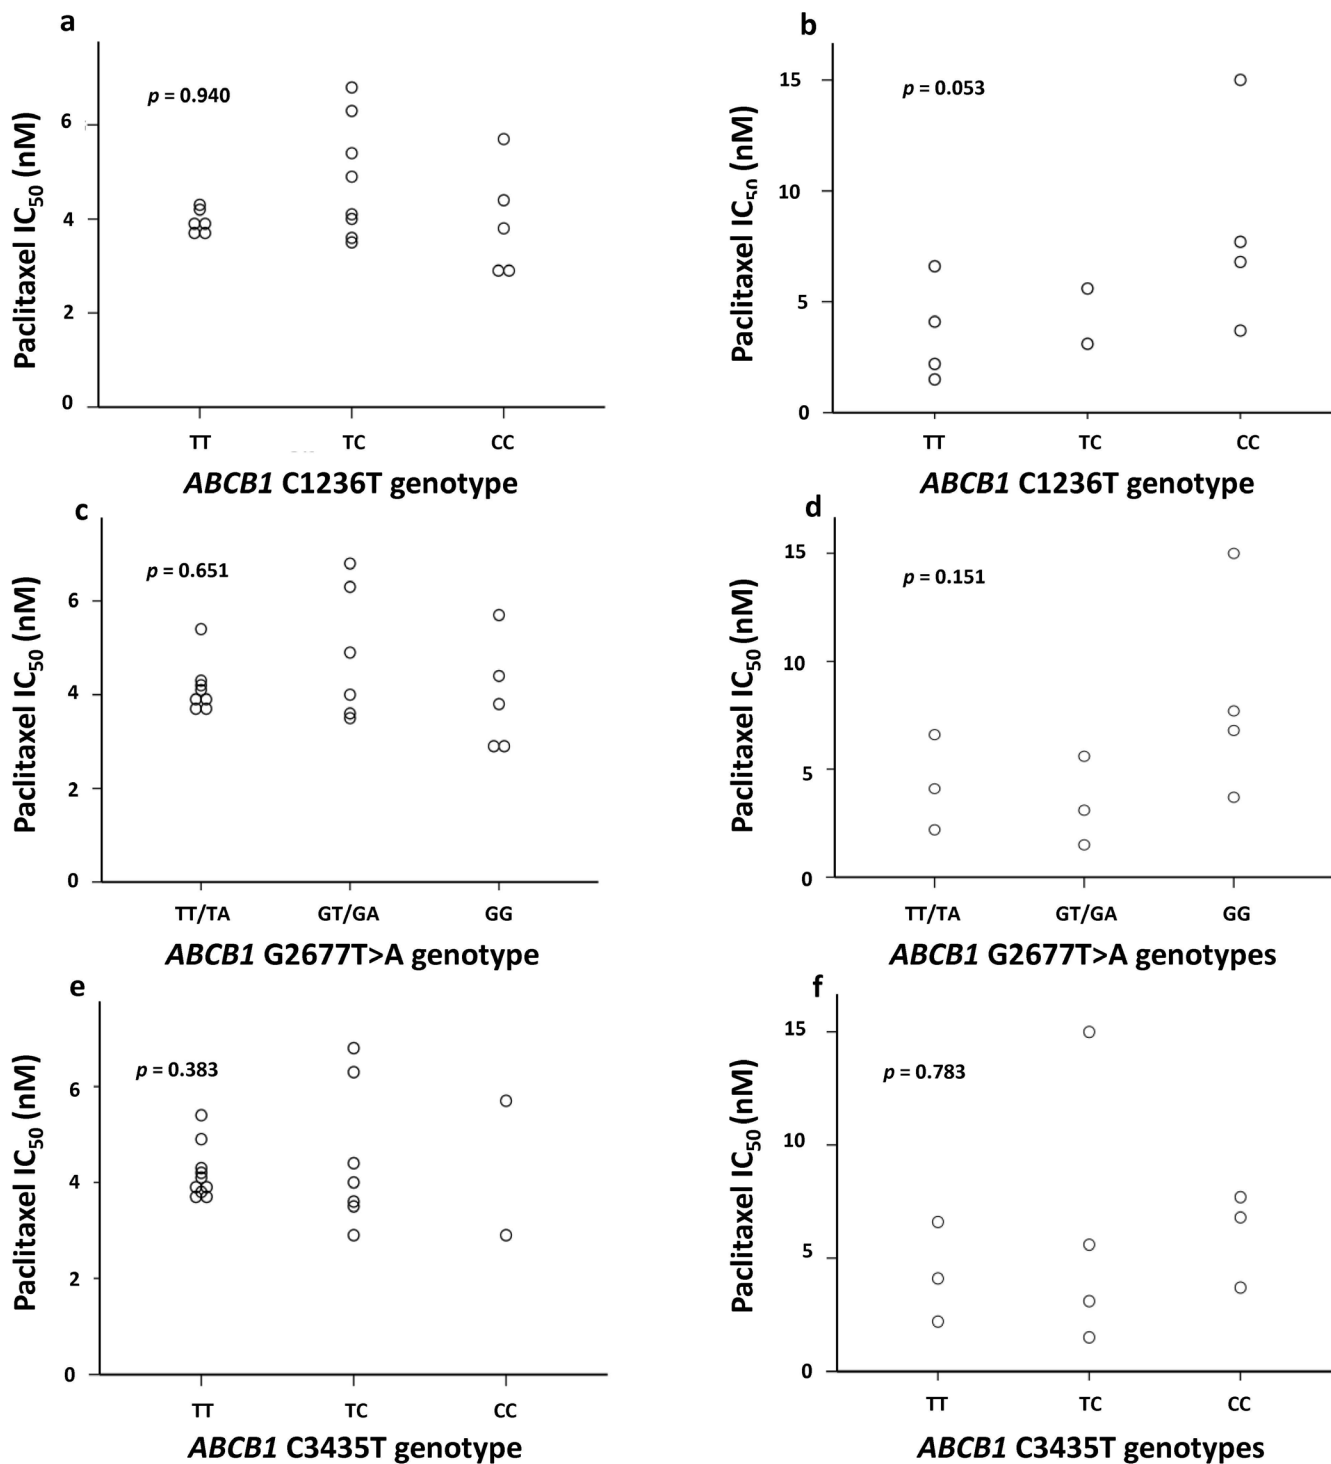 a
Paclitaxel IC50 (nM)
p = 0.940
6
4
2
0
TT TC CC
ABCB1 C1236T genotype
b
Paclitaxel IC50 (nM)
p = 0.053
15
10
5
0
TT TC CC
ABCB1 C1236T genotype
c
Paclitaxel IC50 (nM)
p = 0.651
6
4
2
0
TT/TA GT/GA GG
ABCB1 G2677T>A genotype
d
Paclitaxel IC50 (nM)
p = 0.151
15
10
5
0
TT/TA GT/GA GG
ABCB1 G2677T>A genotypes
e
Paclitaxel IC50 (nM)
p = 0.383
6
4
2
0
TT TC CC
ABCB1 C3435T genotype
f
Paclitaxel IC50 (nM)
p = 0.783
15
10
5
0
TT TC CC
ABCB1 C3435T genotypes